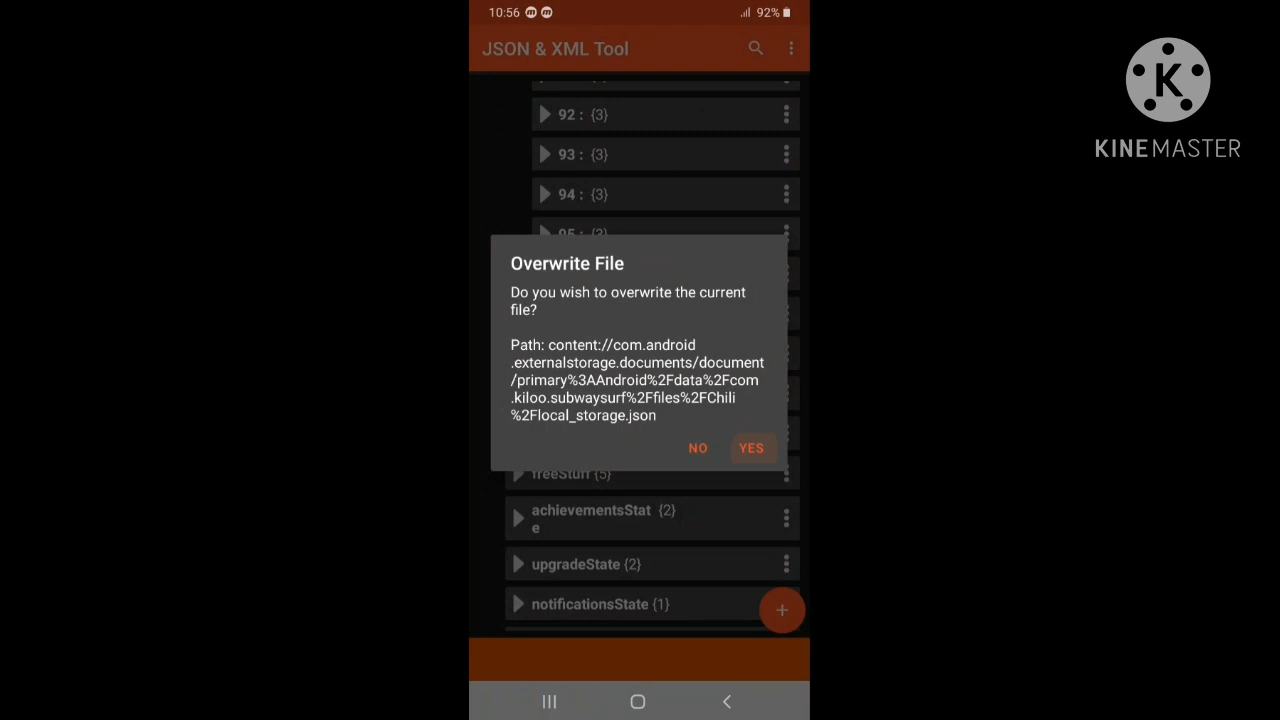 10:56
92%
JSON & XML Tool
92 : {3}
93 : {3}
94 : {3}
95 : {3}
Overwrite File
Do you wish to overwrite the current
file?
Path: content://com.android
.externalstorage.documents/document
/primary%3AAndroid%2Fdata%2Fcom
.kiloo.subwaysurf%2Ffiles%2FChili
%2Flocal_storage.json
NO YES
freeStuff {5}
achievementsStat {2}
e
upgradeState {2}
notificationsState {1}
+
K
KINEMASTER